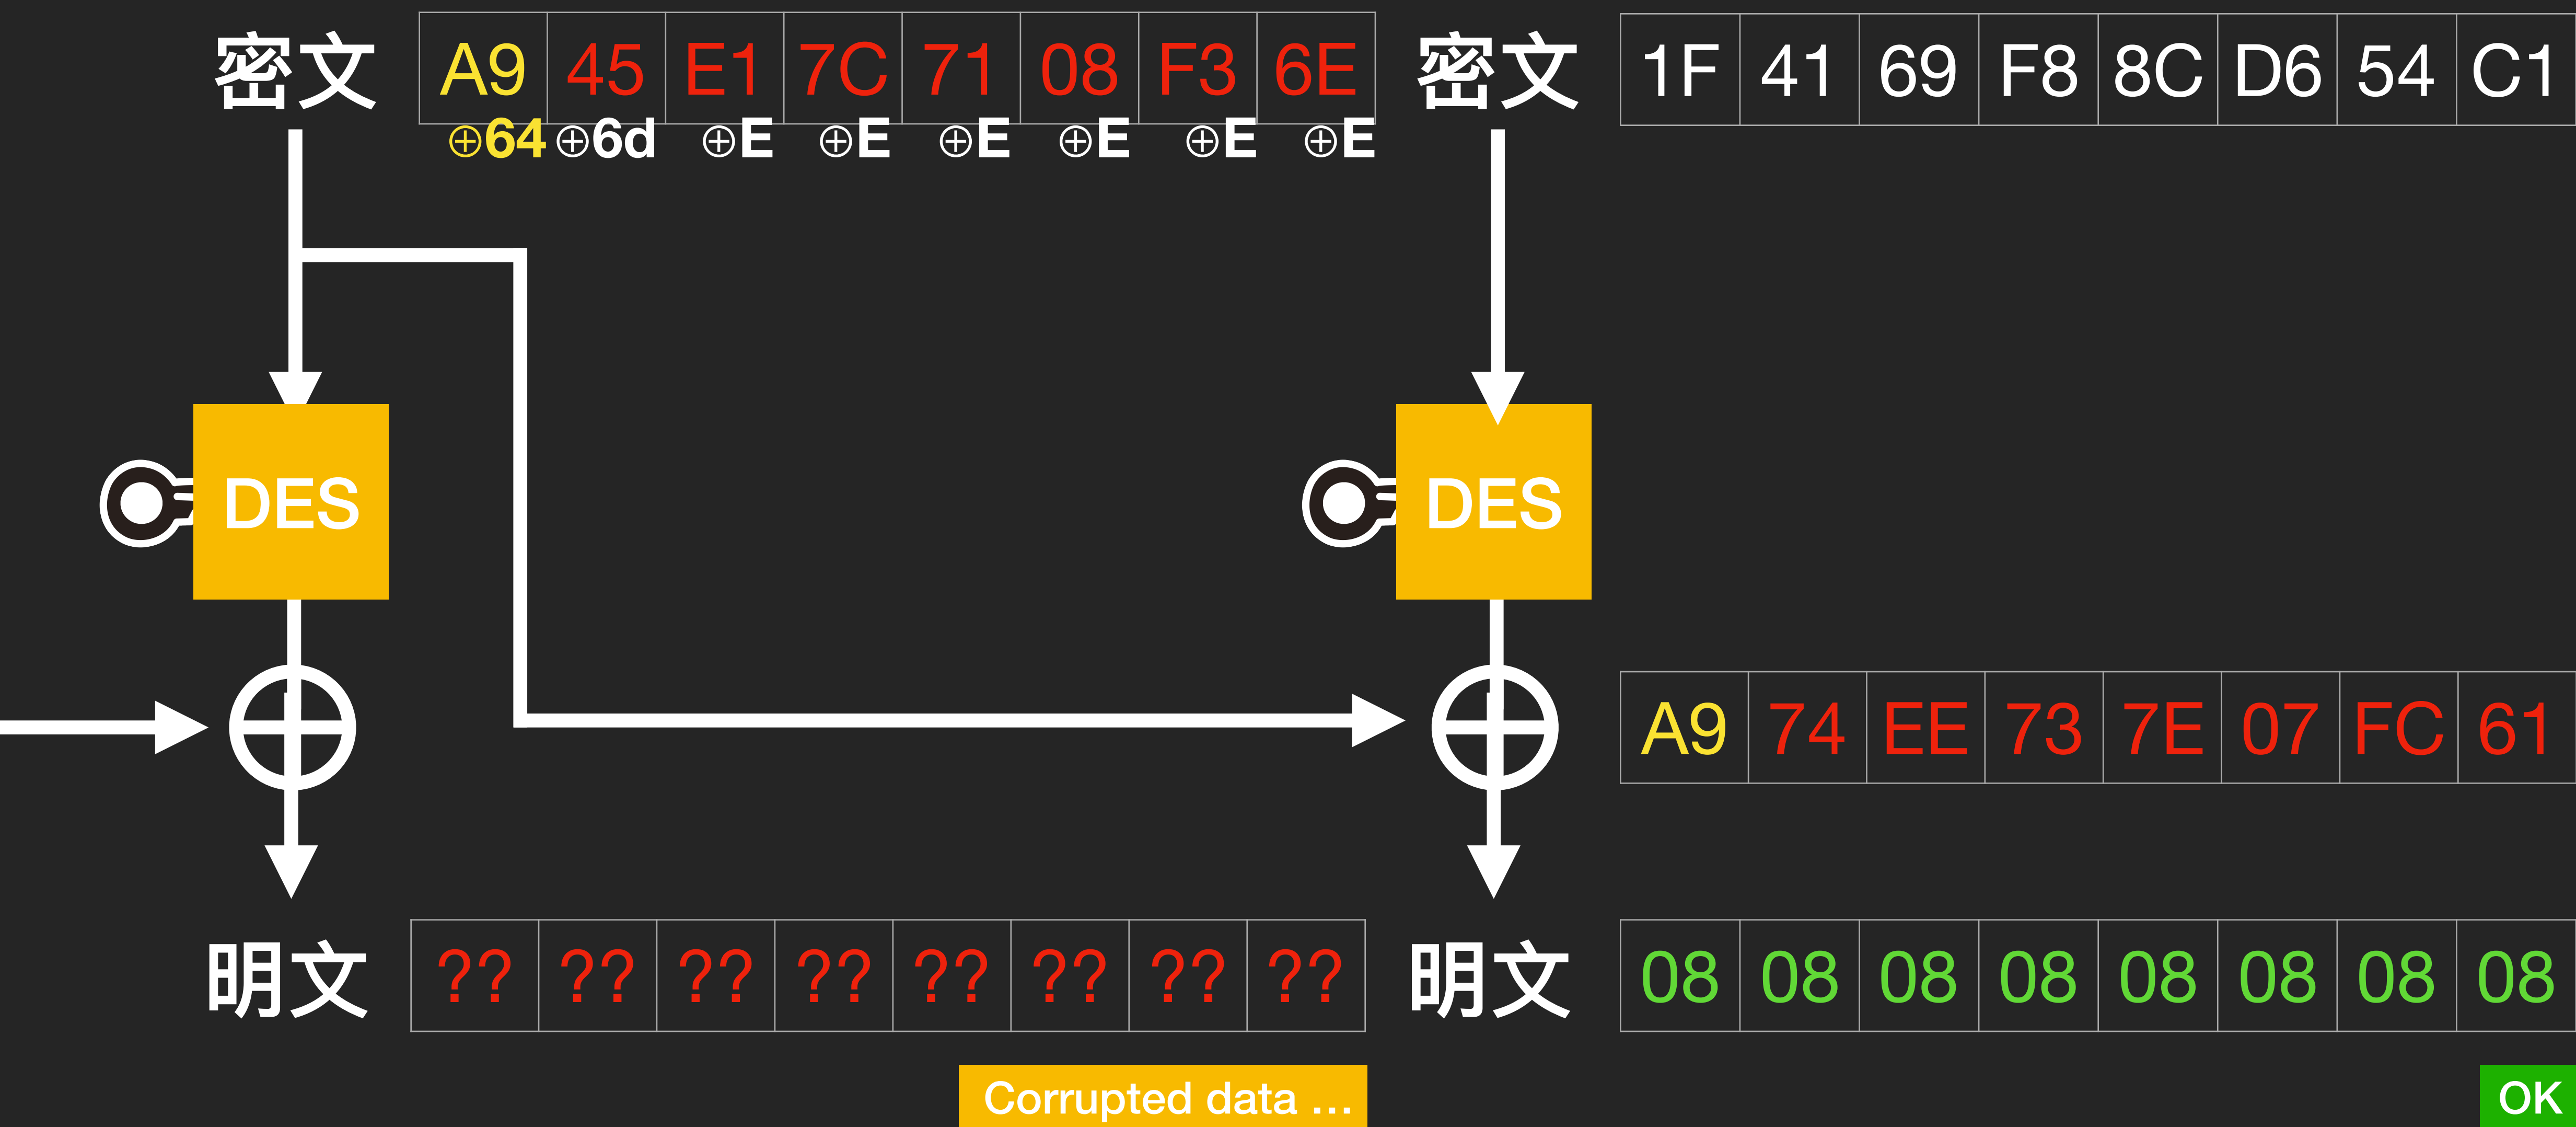 密文 A9 45 E1 7C 71 08 F3 6E 密文 1F 41 69 F8 8C D6 54 C1
⊕64 ⊕6d ⊕E ⊕E ⊕E ⊕E ⊕E ⊕E
DES DES
A9 74 EE 73 7E 07 FC 61
明文 ?? ?? ?? ?? ?? ?? ?? ?? 明文 08 08 08 08 08 08 08 08
Corrupted data ... OK